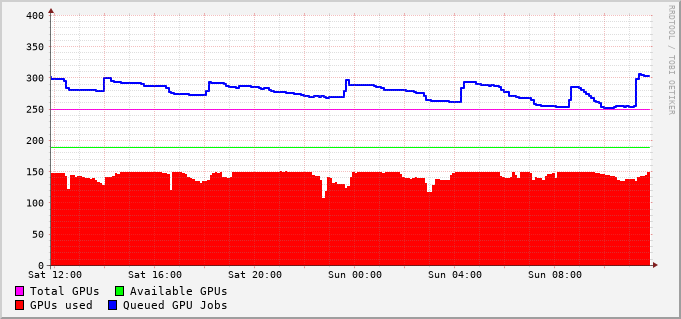 400
350
300
250
200
150
100
50
0
Sat 12:00 Sat 16:00 Sat 20:00 Sun 00:00 Sun 04:00 Sun 08:00
Total GPUs Available GPUs
GPUs used Queued GPU Jobs
RRDTOOL / TOBI OETIKER